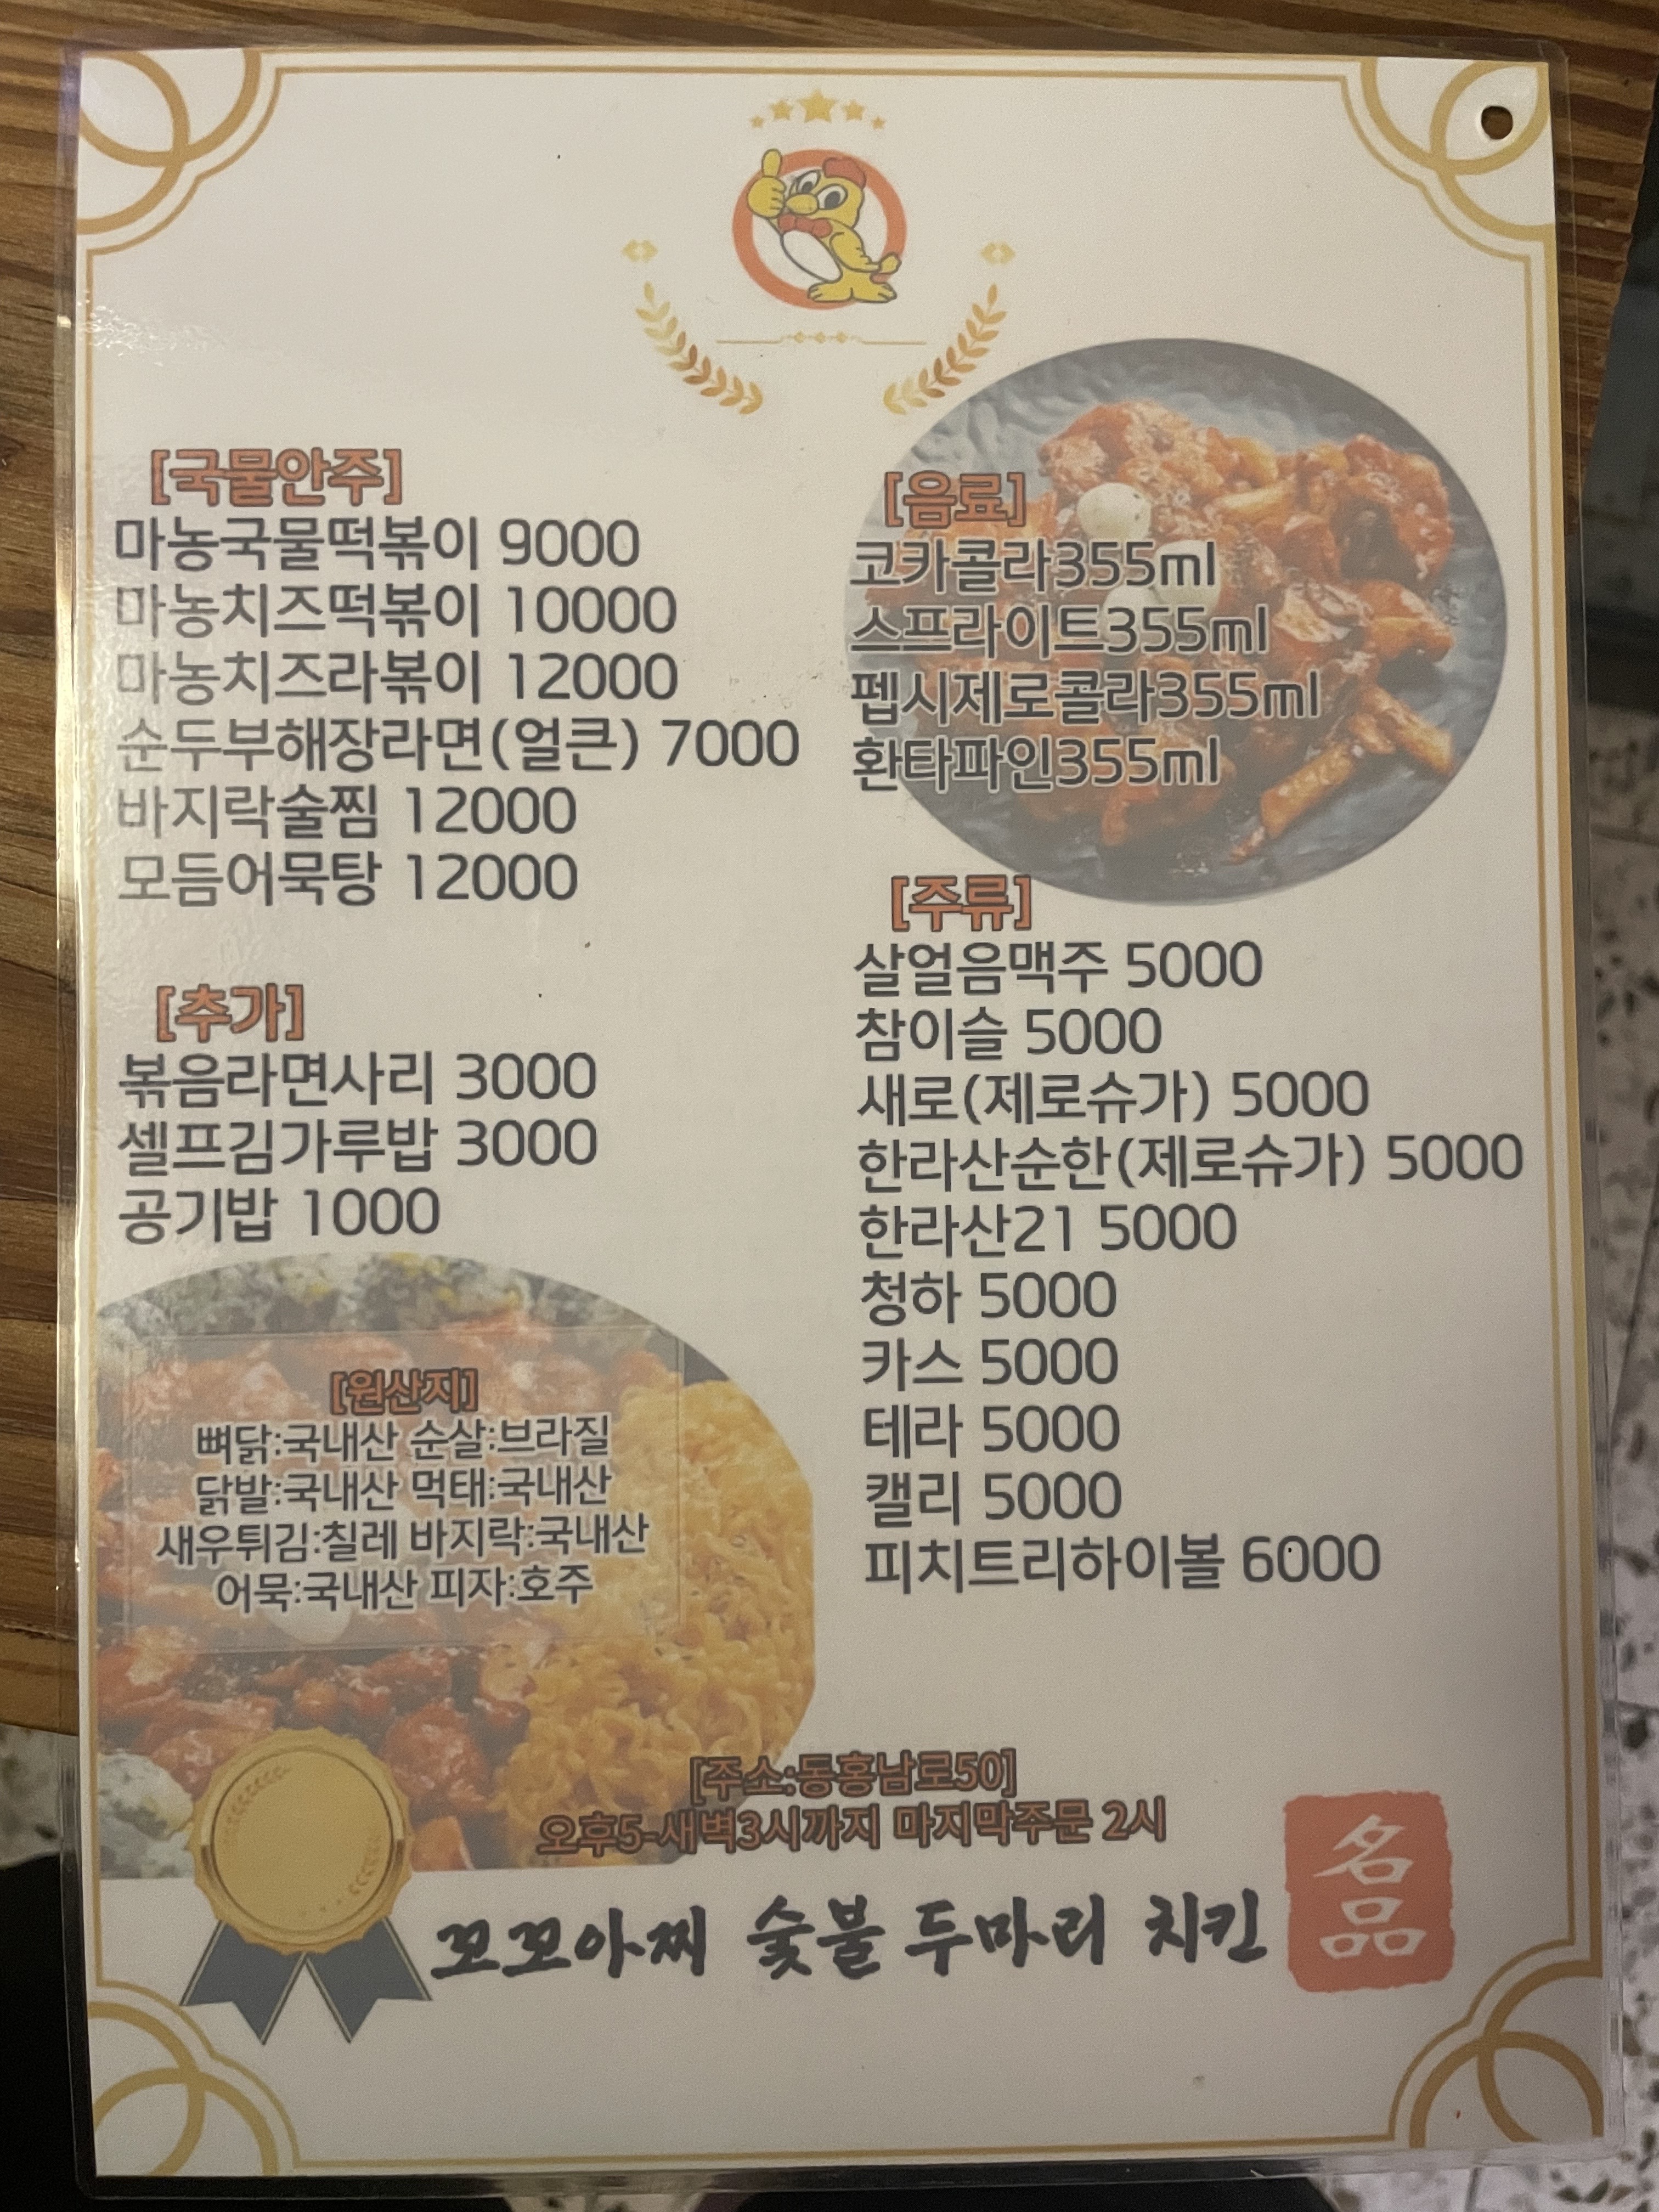 [국물안주]
마농국물떡볶이 9000
마농치즈떡볶이 10000
마농치즈라볶이 12000
순두부해장라면(얼큰) 7000
바지락술찜 12000
모듬어묵탕 12000
[추가]
볶음라면사리 3000
셀프김가루밥 3000
공기밥 1000
[원산지]
뼈닭:국내산 순살:브라질
닭발:국내산 먹태:국내산
새우튀김:칠레 바지락:국내산
어묵:국내산 피자:호주
[음료]
코카콜라355ml
스프라이트355ml
펩시제로콜라355ml
환타파인355ml
[주류]
살얼음맥주 5000
참이슬 5000
새로(제로슈가) 5000
한라산순한(제로슈가) 5000
한라산21 5000
청하 5000
카스 5000
테라 5000
캘리 5000
피치트리하이볼 6000
[주소:동홍남로50]
오후5-새벽3시까지 마지막주문 2시
꼬꼬아찌 숯불 두마리 치킨
名品